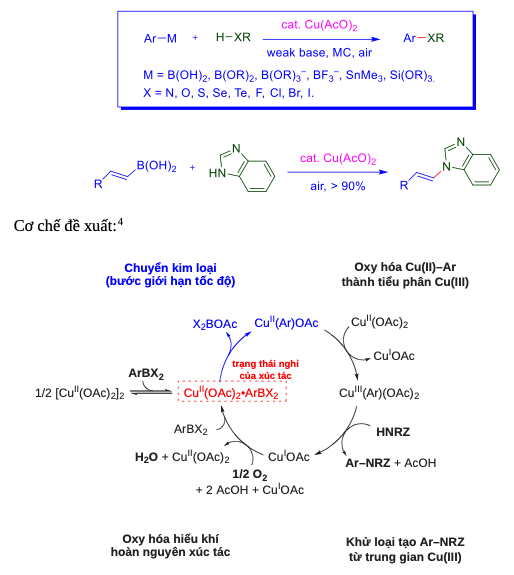 Ar–M + H–XR cat. Cu(AcO)₂ Ar–XR
weak base, MC, air
M = B(OH)₂, B(OR)₂, B(OR)₃⁻, BF₃⁻, SnMe₃, Si(OR)₃.
X = N, O, S, Se, Te, F, Cl, Br, I.
R B(OH)₂ + HN N cat. Cu(AcO)₂ R N N
air, > 90%
Cơ chế đề xuất:⁴
Chuyển kim loại
(bước giới hạn tốc độ)
Oxy hóa Cu(II)–Ar
thành tiểu phân Cu(III)
X₂BOAc
Cuᴵᴵ(Ar)OAc
Cuᴵᴵ(OAc)₂
CuᴵOAc
trạng thái nghỉ
của xúc tác
ArBX₂
1/2 [Cuᴵᴵ(OAc)₂]₂
Cuᴵᴵ(OAc)₂•ArBX₂
Cuᴵᴵᴵ(Ar)(OAc)₂
ArBX₂
HNRZ
H₂O + Cuᴵᴵ(OAc)₂
CuᴵOAc
Ar–NRZ + AcOH
1/2 O₂
+ 2 AcOH + CuᴵOAc
Oxy hóa hiếu khí
hoàn nguyên xúc tác
Khử loại tạo Ar–NRZ
từ trung gian Cu(III)